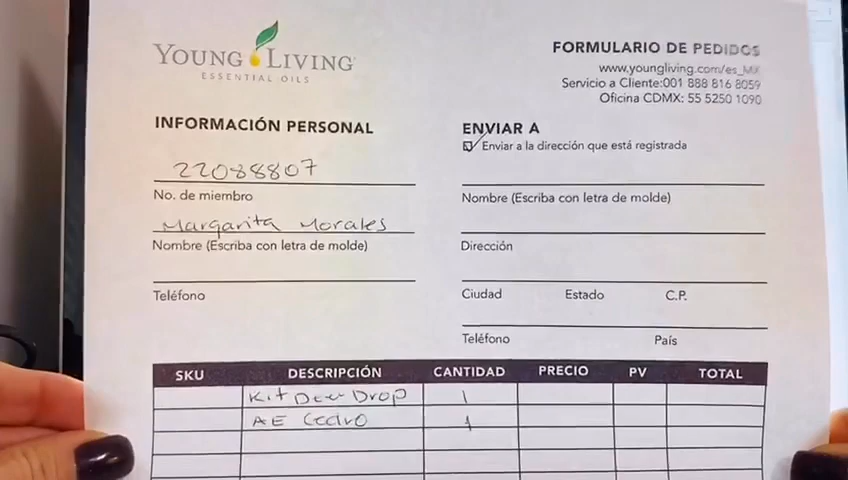 YOUNG LIVING
ESSENTIAL OILS
FORMULARIO DE PEDIDOS
www.youngliving.com/es_MX
Servicio a Cliente:001 888 816 8059
Oficina CDMX: 55 5250 1090
INFORMACIÓN PERSONAL
22088807
No. de miembro
Margarita Morales
Nombre (Escriba con letra de molde)
Teléfono
ENVIAR A
Enviar a la dirección que está registrada
Nombre (Escriba con letra de molde)
Dirección
Ciudad Estado C.P.
Teléfono País
SKU DESCRIPCIÓN CANTIDAD PRECIO PV TOTAL
Kit Dew Drop 1
AE Cedro 1